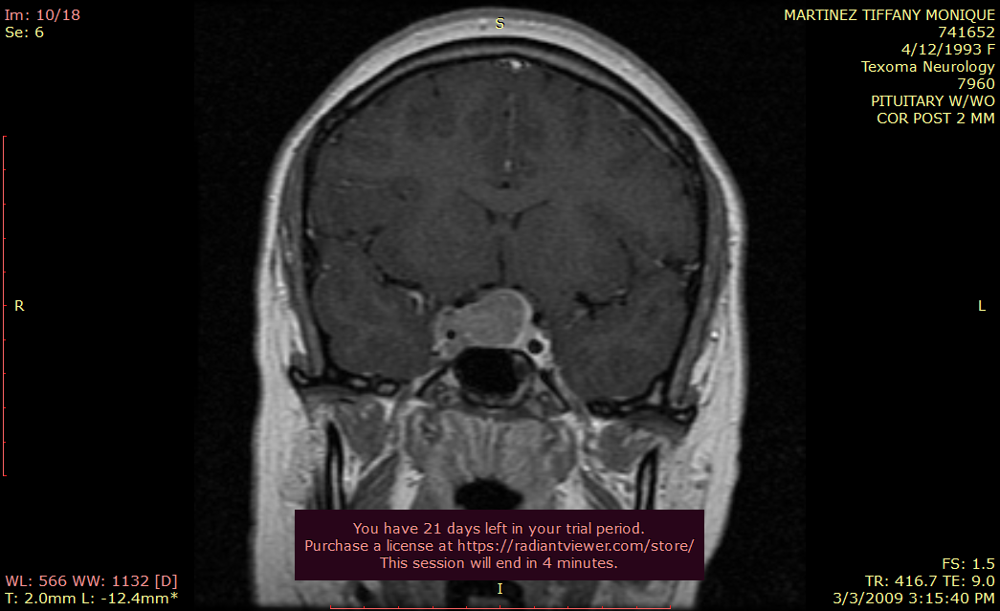 Im: 10/18
Se: 6
S
MARTINEZ TIFFANY MONIQUE
741652
4/12/1993 F
Texoma Neurology
7960
PITUITARY W/WO
COR POST 2 MM
R
L
You have 21 days left in your trial period.
Purchase a license at https://radiantviewer.com/store/
This session will end in 4 minutes.
WL: 566 WW: 1132 [D]
T: 2.0mm L: -12.4mm*
I
FS: 1.5
TR: 416.7 TE: 9.0
3/3/2009 3:15:40 PM